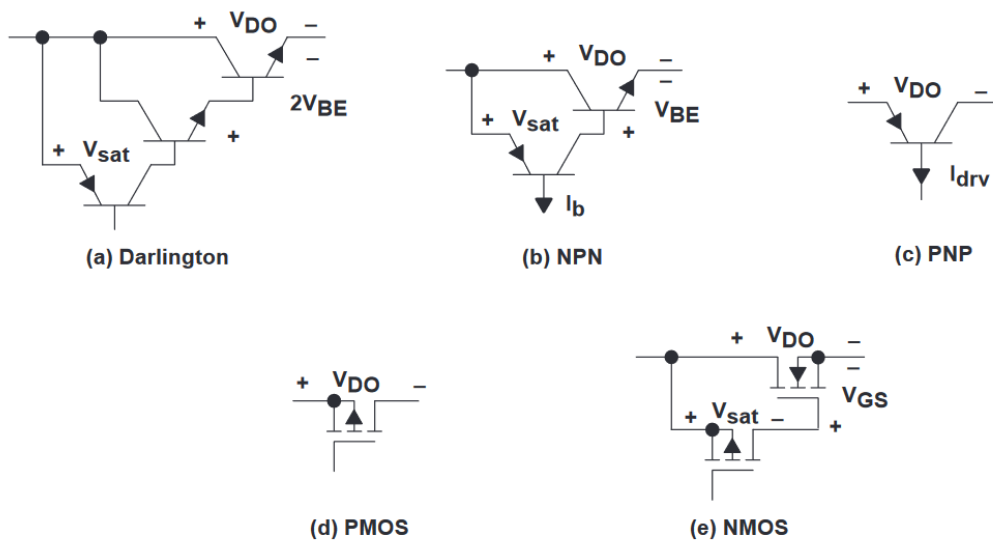 + VDO –
–
2VBE
+
+ Vsat
(a) Darlington
+ VDO –
–
VBE
+ Vsat +
Ib
(b) NPN
+ VDO –
Idrv
(c) PNP
+ VDO –
(d) PMOS
+ VDO –
–
VGS
+ Vsat – +
(e) NMOS